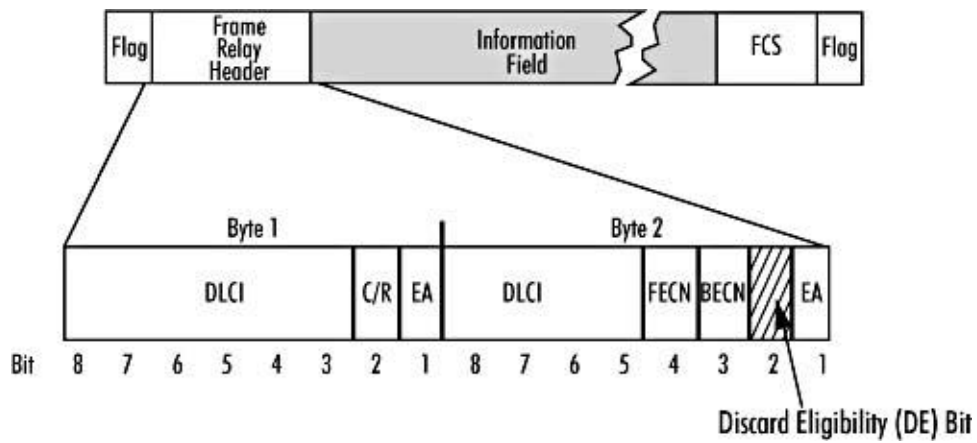 Flag Frame Relay Header Information Field FCS Flag
Byte 1 Byte 2
DLCI C/R EA DLCI FECN BECN EA
Bit 8 7 6 5 4 3 2 1 8 7 6 5 4 3 2 1
Discard Eligibility (DE) Bit